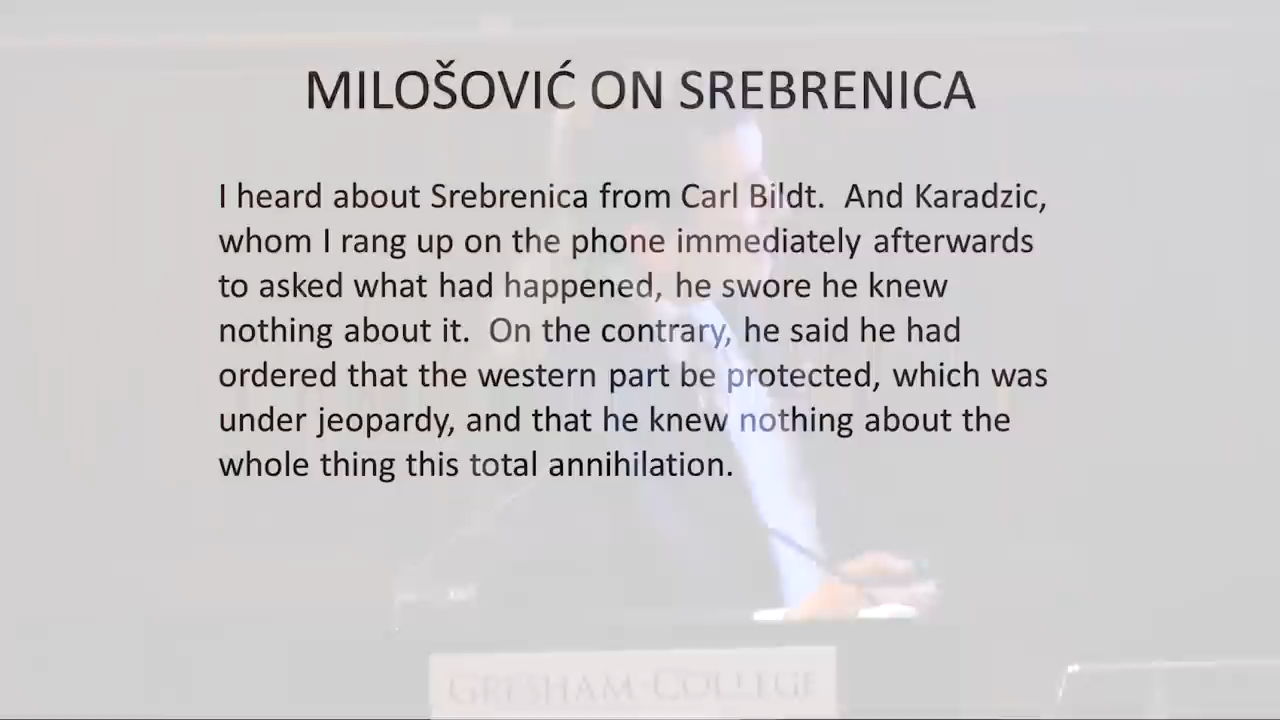 MILOŠOVIĆ ON SREBRENICA
I heard about Srebrenica from Carl Bildt.  And Karadzic,
whom I rang up on the phone immediately afterwards
to asked what had happened, he swore he knew
nothing about it.  On the contrary, he said he had
ordered that the western part be protected, which was
under jeopardy, and that he knew nothing about the
whole thing this total annihilation.
GRESHAM COLLEGE